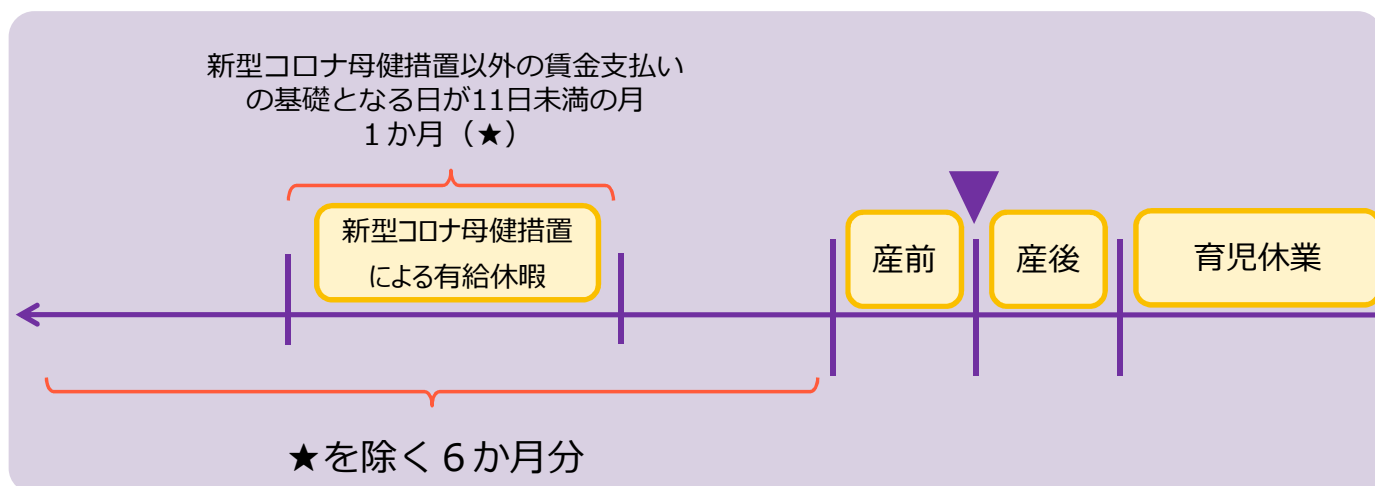 新型コロナ母健措置以外の賃金支払い
の基礎となる日が11日未満の月
１か月（★）
新型コロナ母健措置
による有給休暇
産前
産後
育児休業
★を除く６か月分